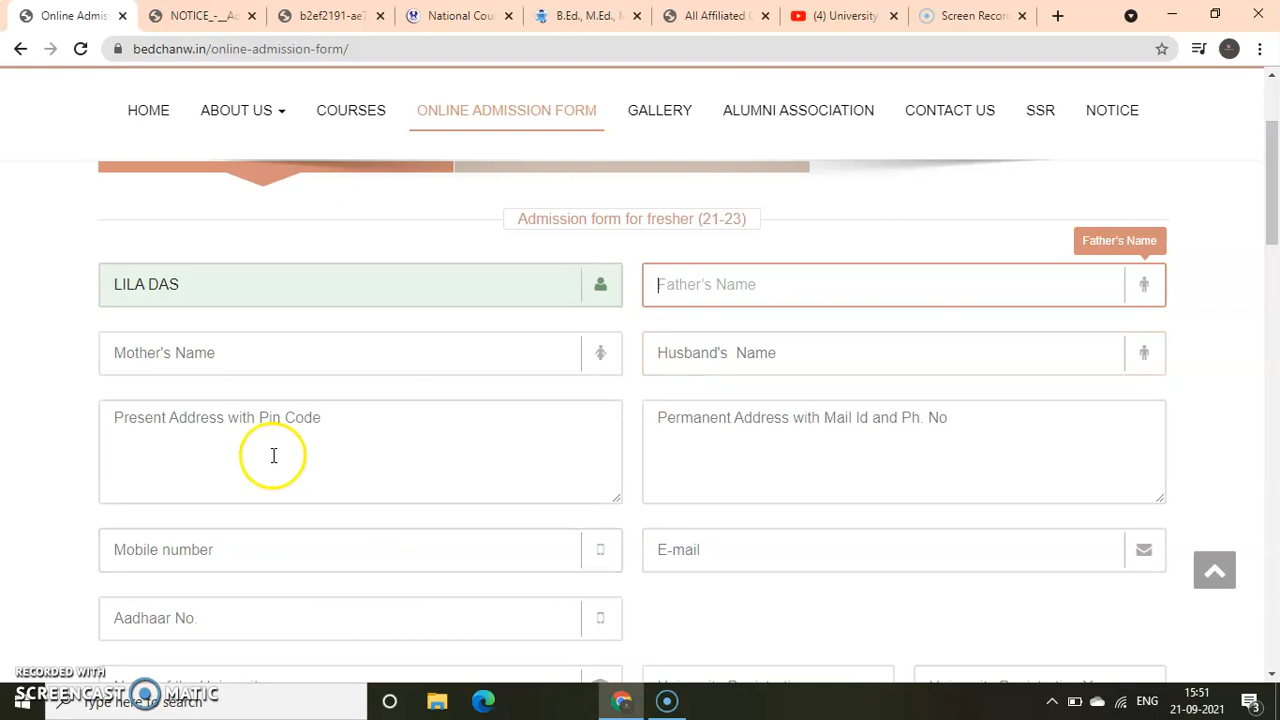 Online Admis
NOTICE_-__Ad
b2ef2191-ae7
National Cou
B.Ed., M.Ed., M
All Affiliated C
(4) University
Screen Recor
bedchanw.in/online-admission-form/
HOME
ABOUT US
COURSES
ONLINE ADMISSION FORM
GALLERY
ALUMNI ASSOCIATION
CONTACT US
SSR
NOTICE
Admission form for fresher (21-23)
Father's Name
LILA DAS
Father's Name
Mother's Name
Husband's Name
Present Address with Pin Code
Permanent Address with Mail Id and Ph. No
Mobile number
E-mail
Aadhaar No.
RECORDED WITH
SCREENCAST MATIC
Type here to search
ENG
15:51
21-09-2021
3